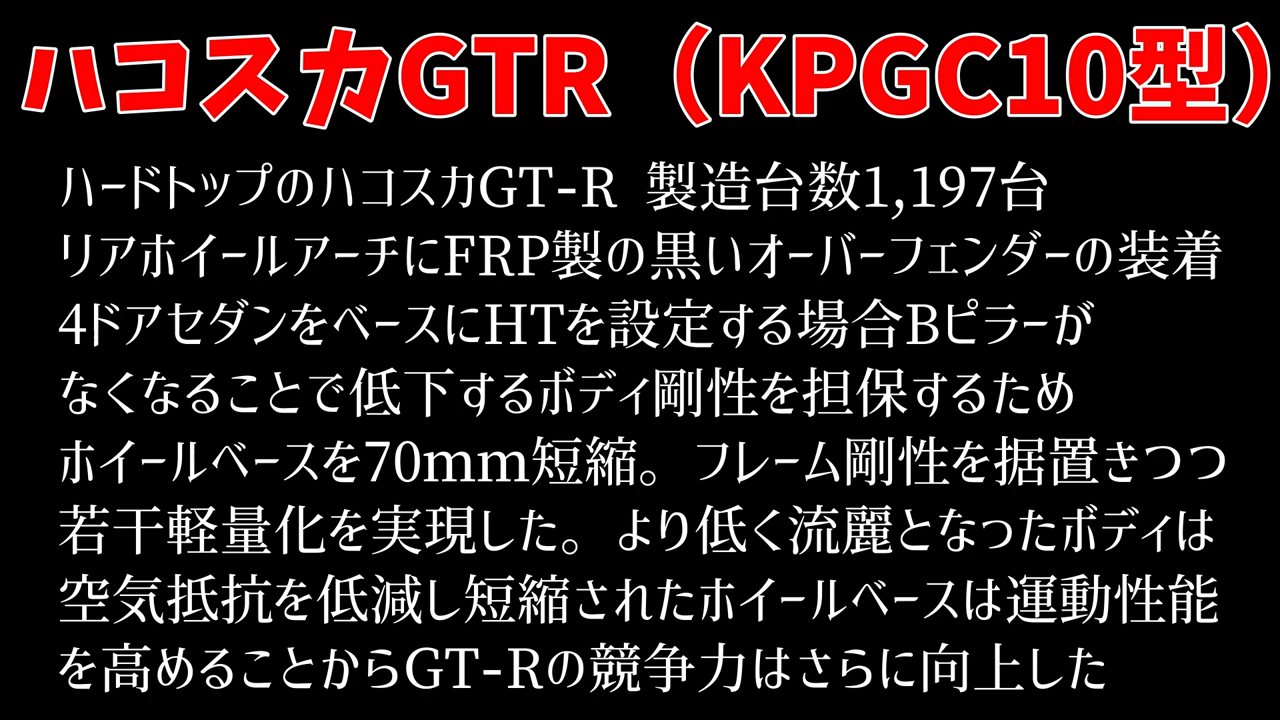 ハコスカGTR（KPGC10型）
ハードトップのハコスカGT-R 製造台数1,197台
リアホイールアーチにFRP製の黒いオーバーフェンダーの装着
4ドアセダンをベースにHTを設定する場合Bピラーが
なくなることで低下するボディ剛性を担保するため
ホイールベースを70mm短縮。フレーム剛性を据置きつつ
若干軽量化を実現した。より低く流麗となったボディは
空気抵抗を低減し短縮されたホイールベースは運動性能
を高めることからGT-Rの競争力はさらに向上した